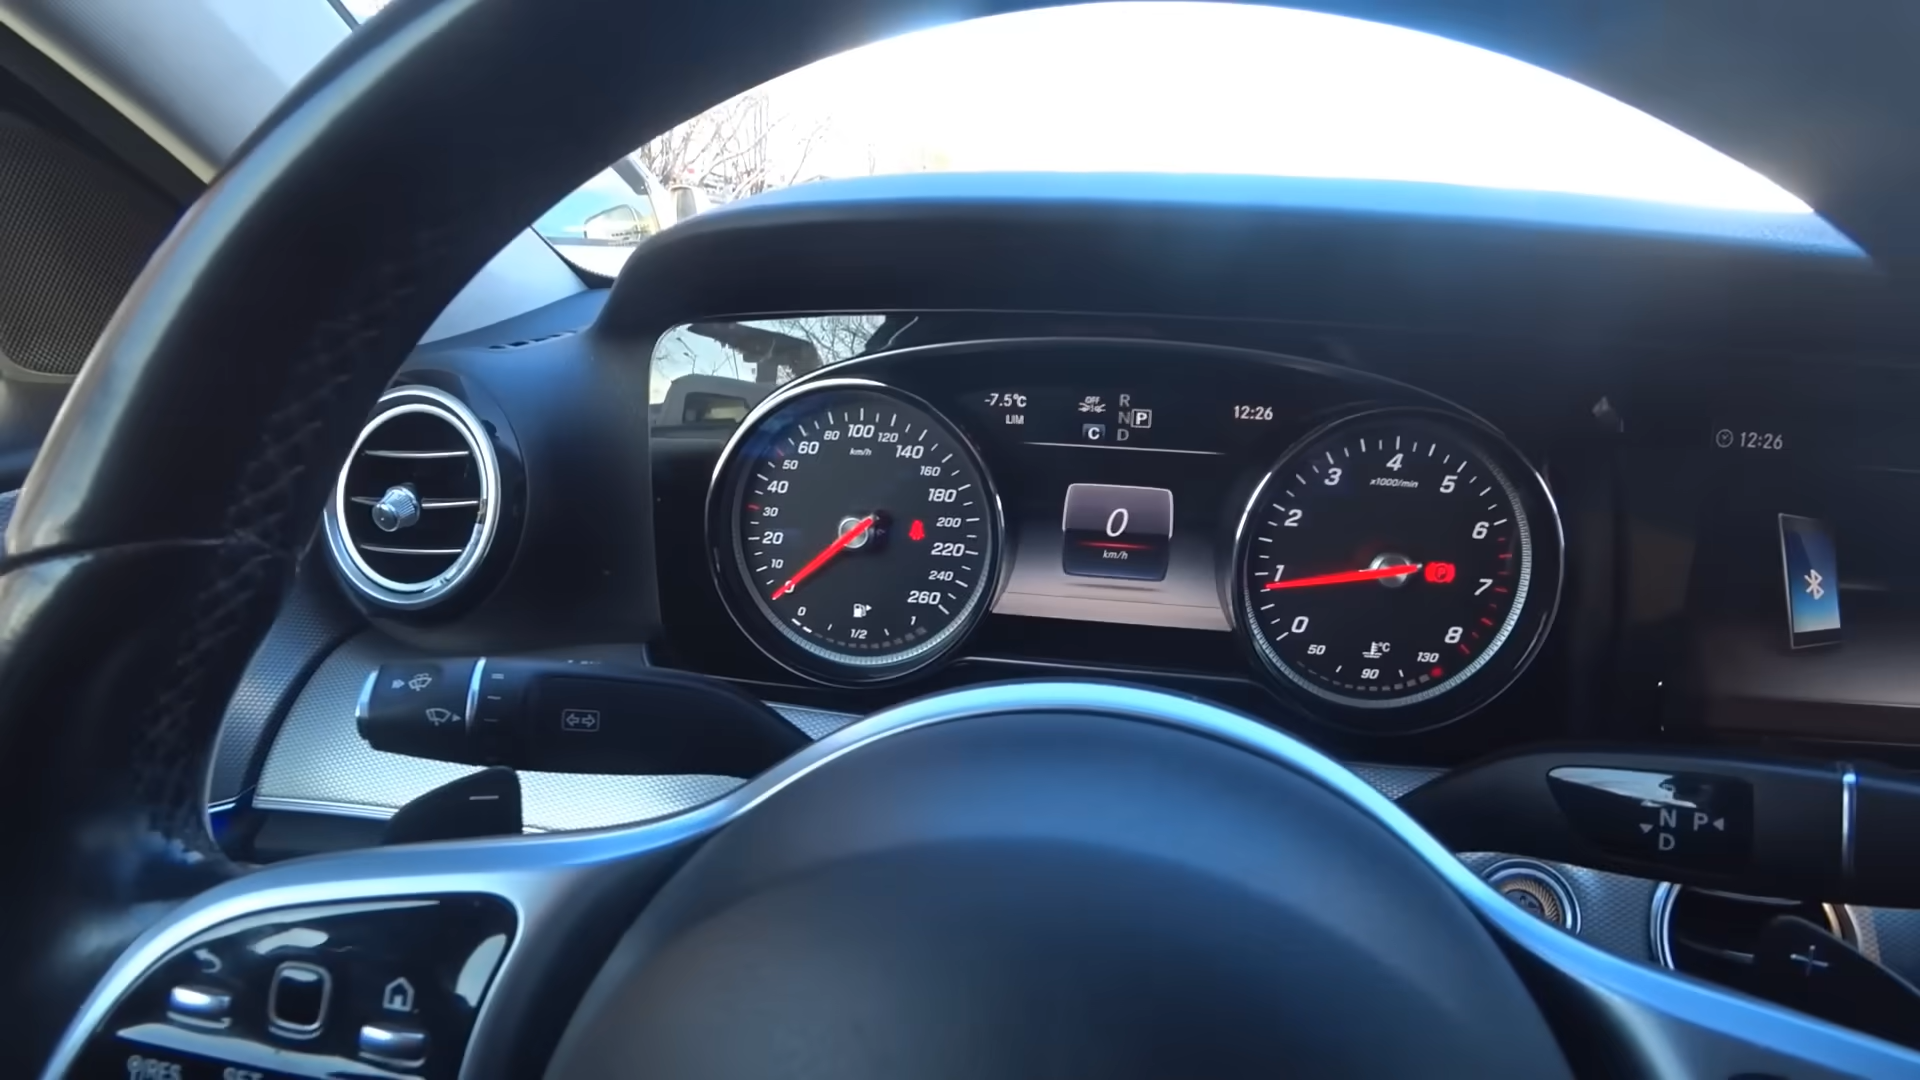 -7.5°C
LIM
OFF
C
R
N P
D
12:26
0
10
20
30
40
50
60
80
100
120
140
160
180
200
220
240
260
km/h
0
1/2
1
0
km/h
0
1
2
3
4
5
6
7
8
x1000/min
50
90
130
°C
P
12:26
N P
D
+
RES
SET